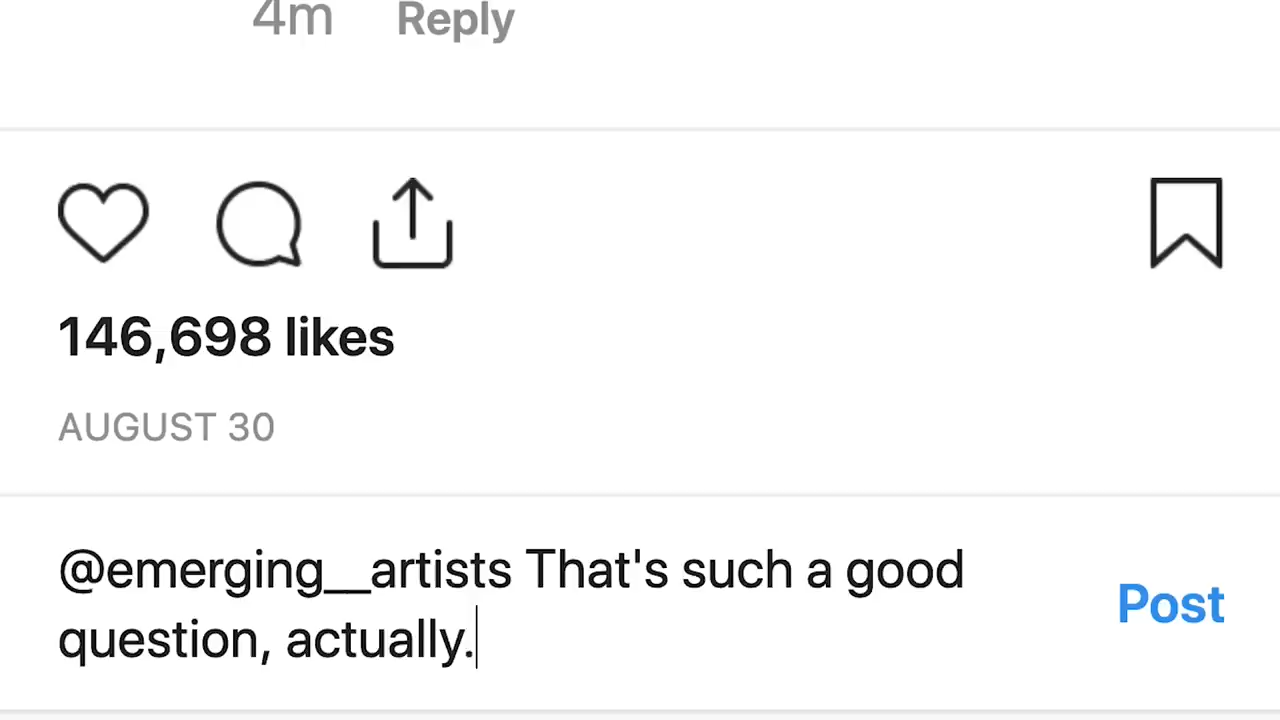 4m Reply
146,698 likes
AUGUST 30
@emerging__artists That's such a good
question, actually.
Post